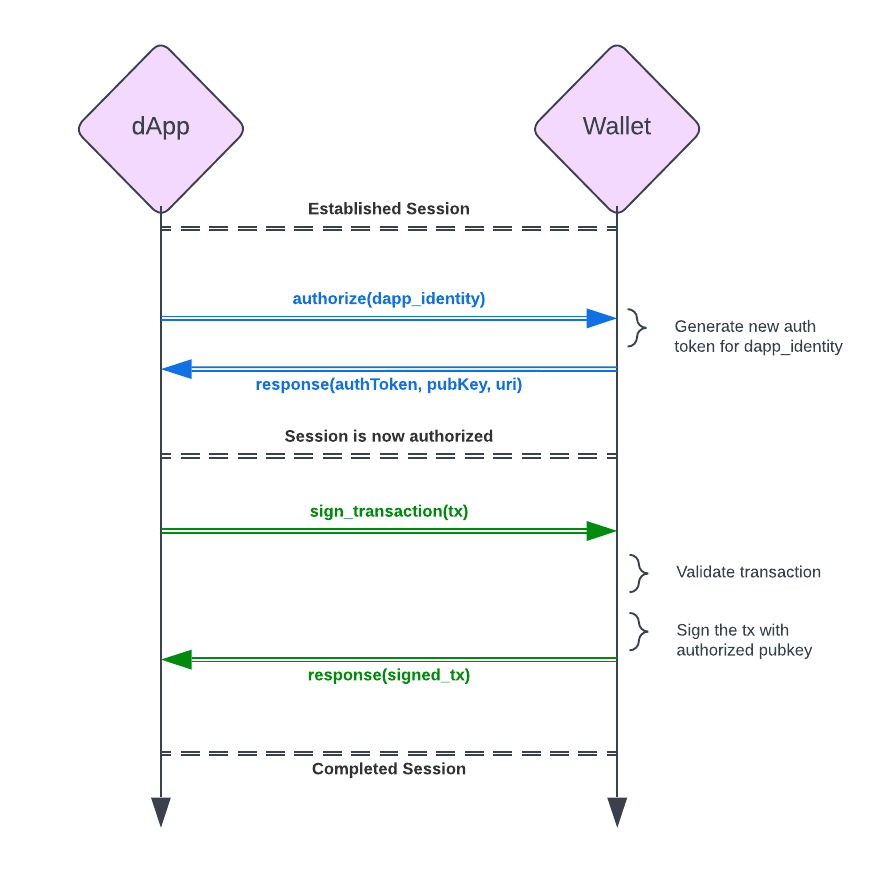 dApp
Wallet
Established Session
authorize(dapp_identity)
Generate new auth
token for dapp_identity
response(authToken, pubKey, uri)
Session is now authorized
sign_transaction(tx)
Validate transaction
Sign the tx with
authorized pubkey
response(signed_tx)
Completed Session